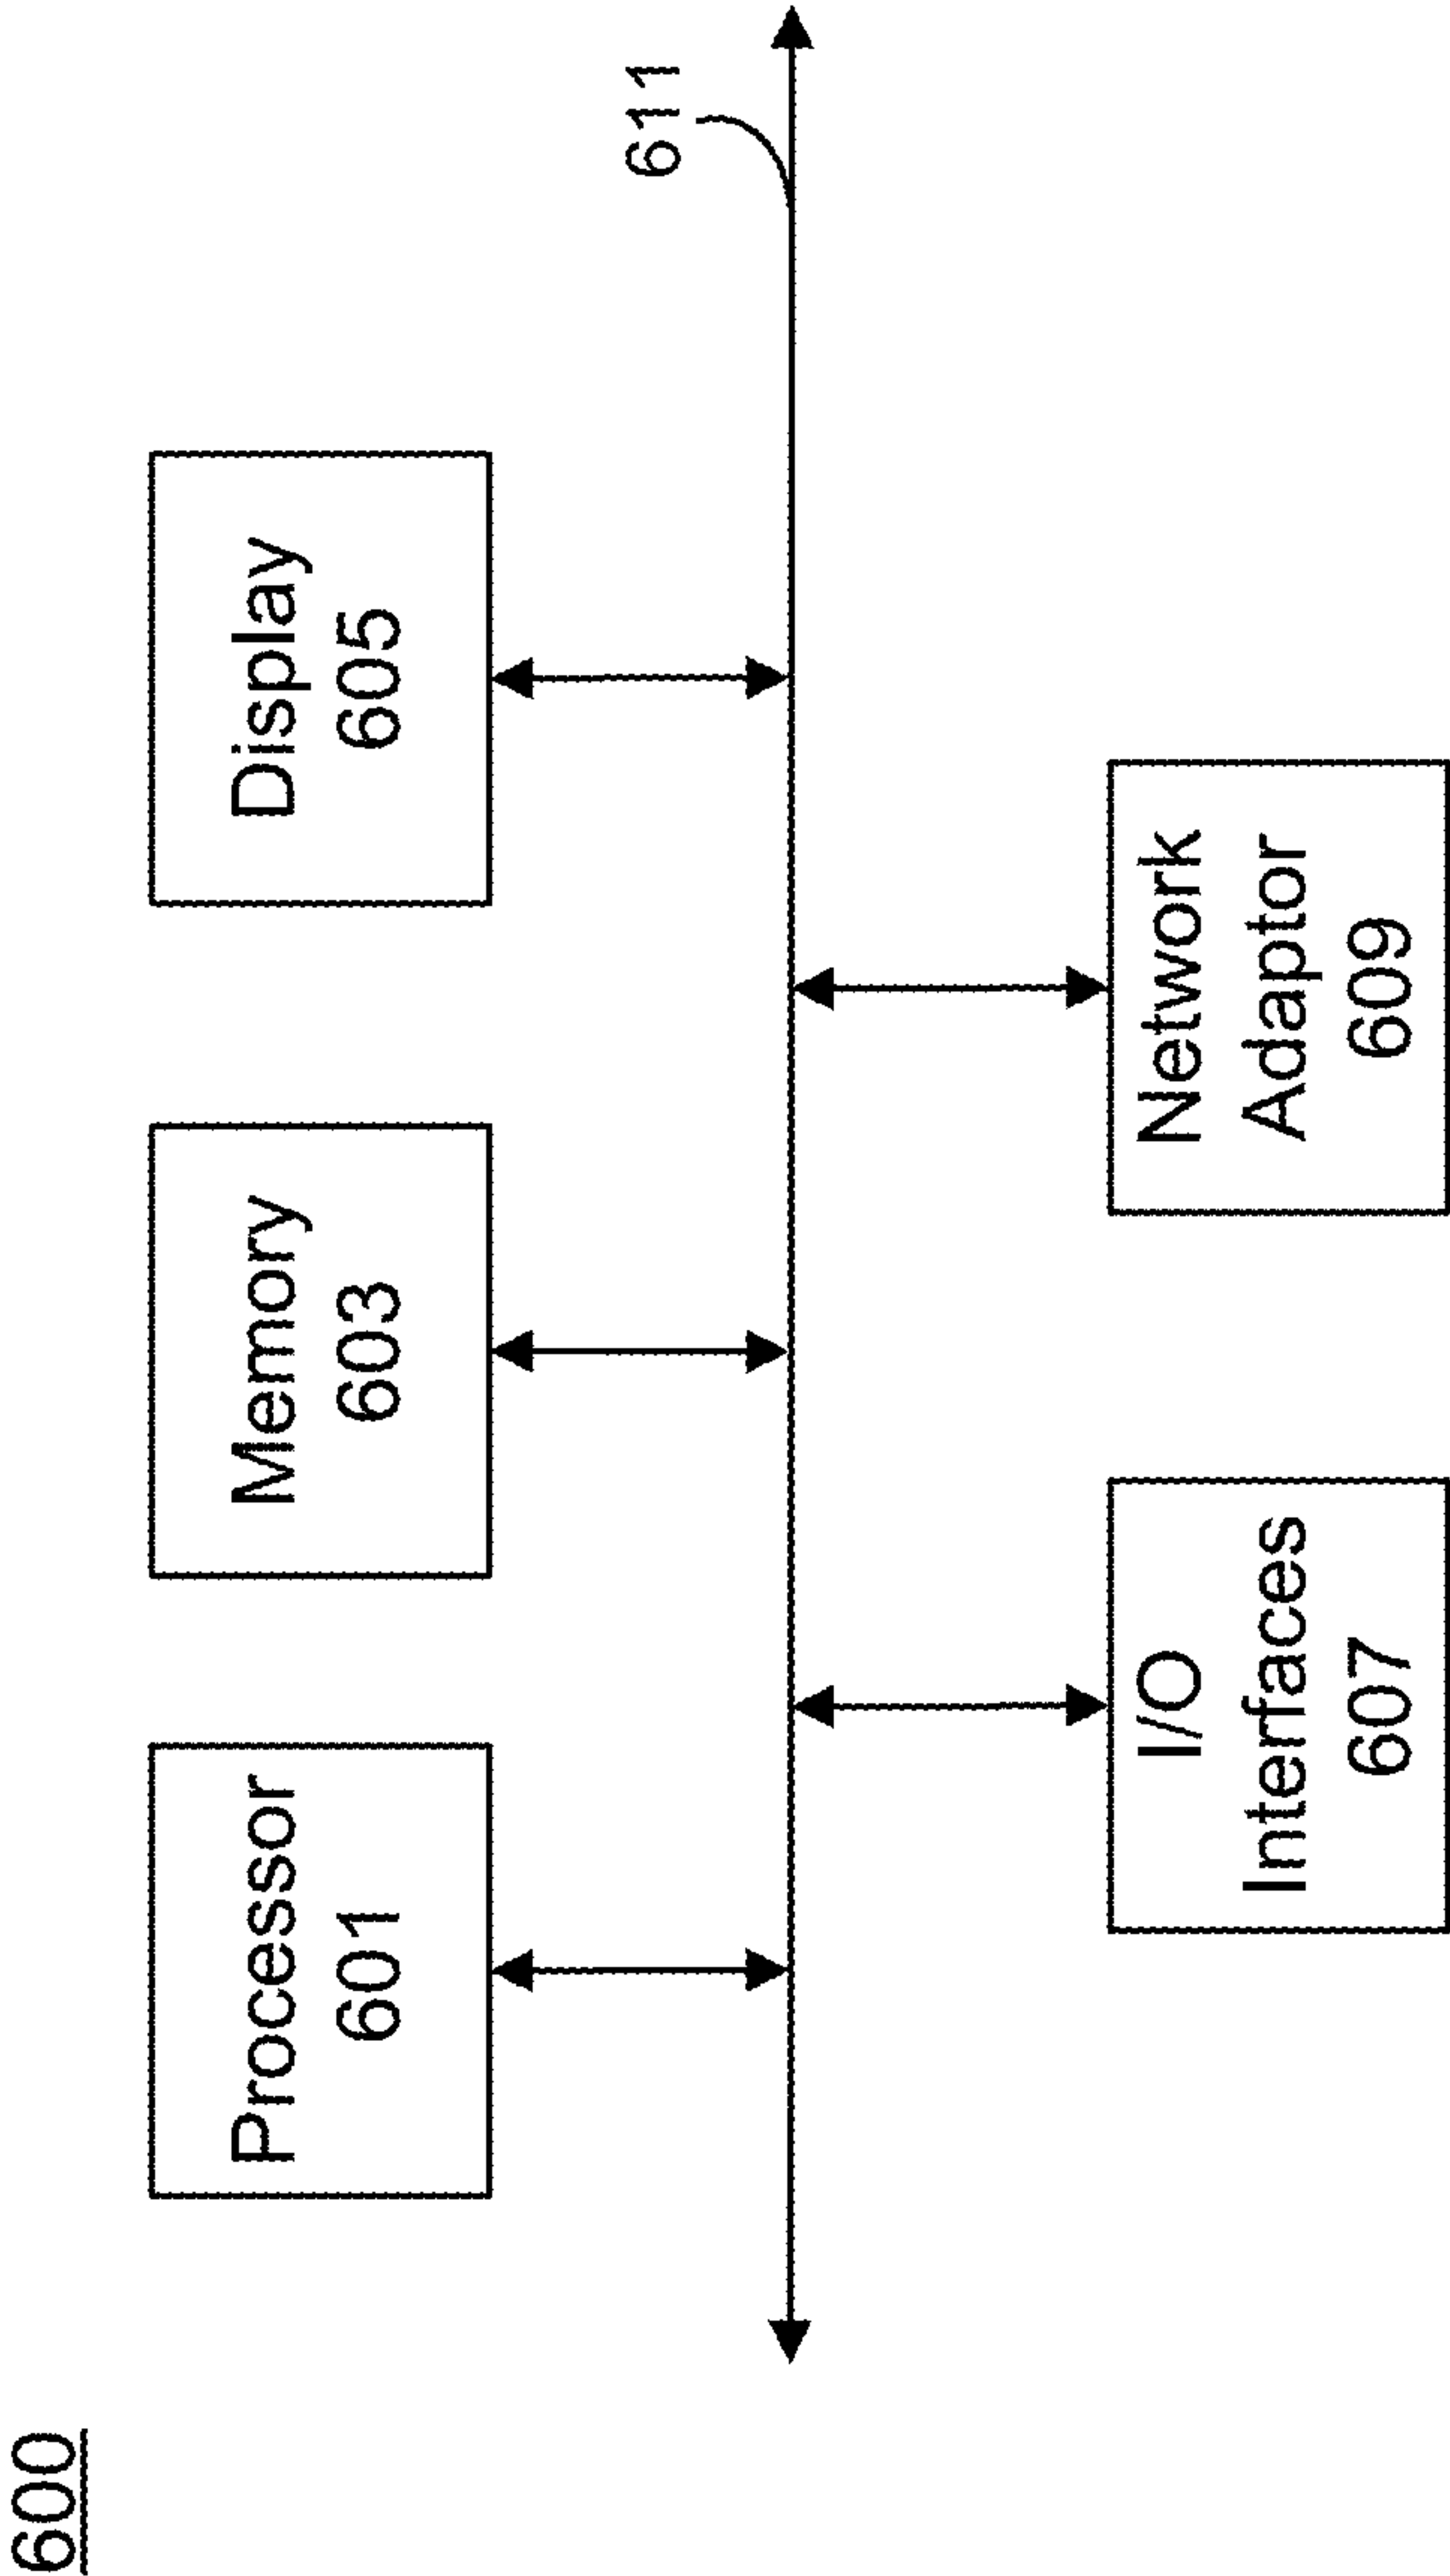 600
Processor
601
Memory
603
Display
605
611
I/O
Interfaces
607
Network
Adaptor
609